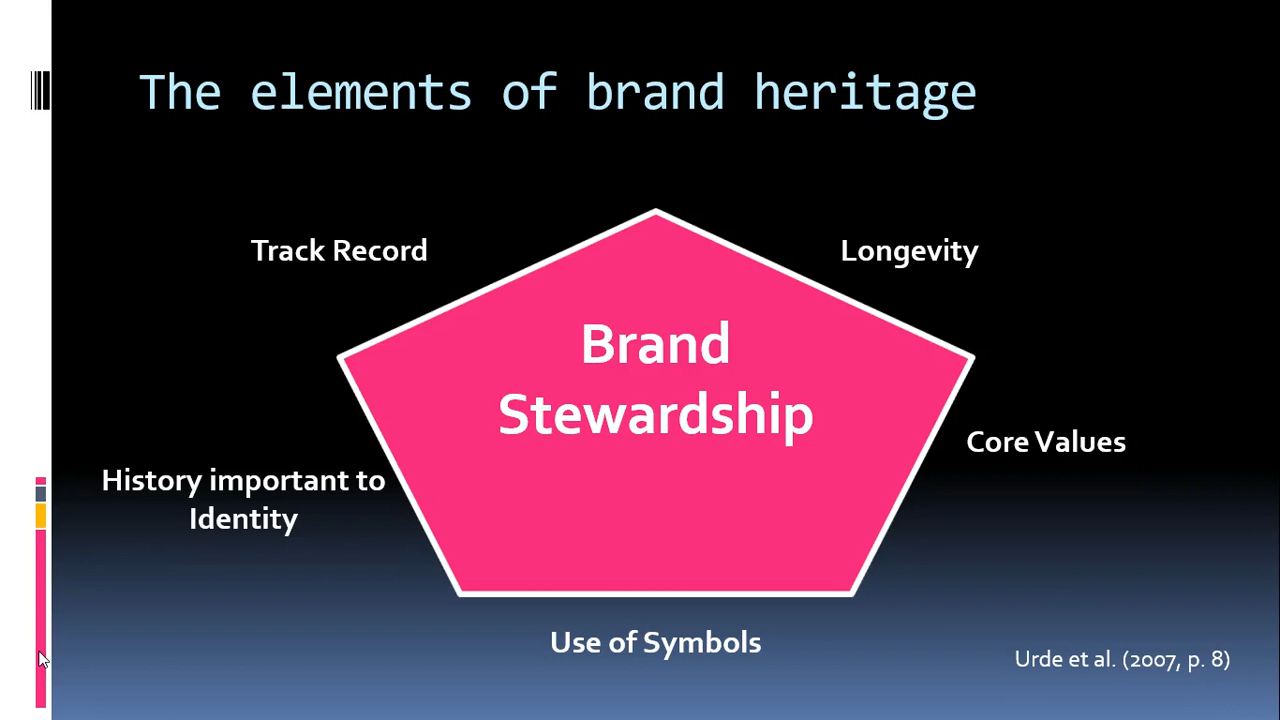 The elements of brand heritage
Track Record
Longevity
Brand
Stewardship
Core Values
History important to
Identity
Use of Symbols
Urde et al. (2007, p. 8)